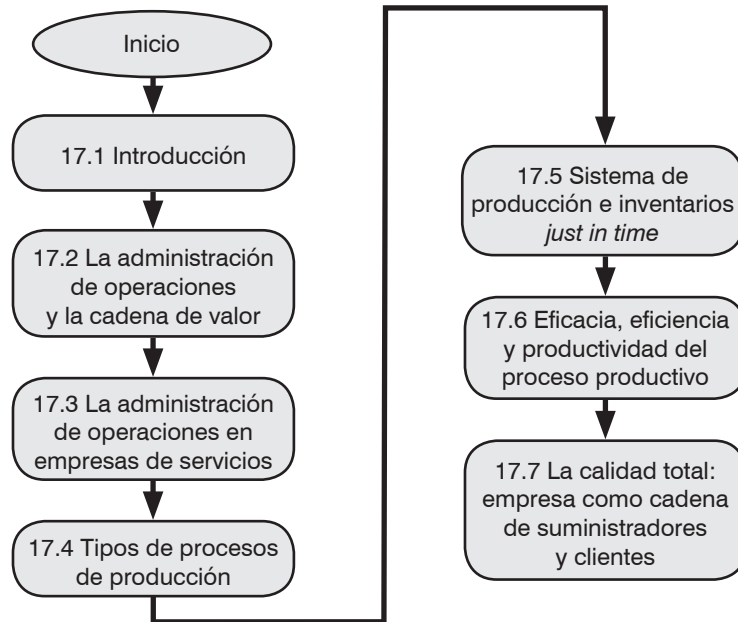 Inicio
17.1 Introducción
17.2 La administración
de operaciones
y la cadena de valor
17.3 La administración
de operaciones en
empresas de servicios
17.4 Tipos de procesos
de producción
17.5 Sistema de
producción e inventarios
just in time
17.6 Eficacia, eficiencia
y productividad del
proceso productivo
17.7 La calidad total:
empresa como cadena
de suministradores
y clientes